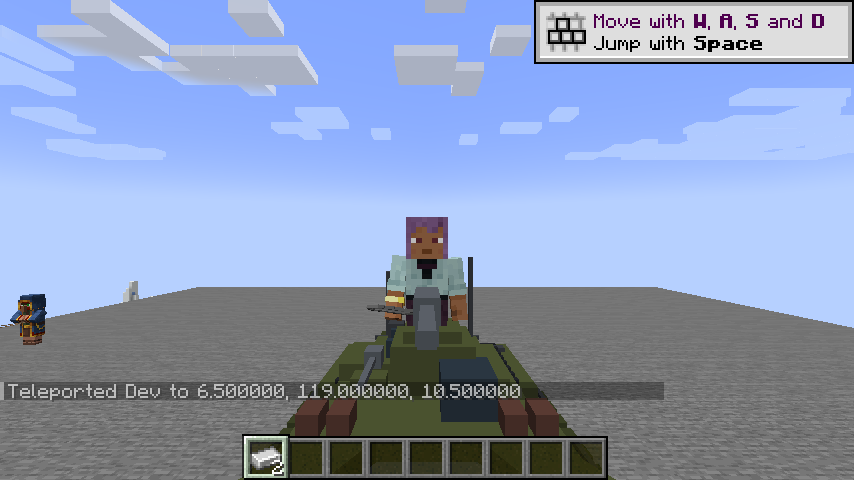 Move with W, A, S and D
Jump with Space
Teleported Dev to 6.500000, 119.000000, 10.500000
2